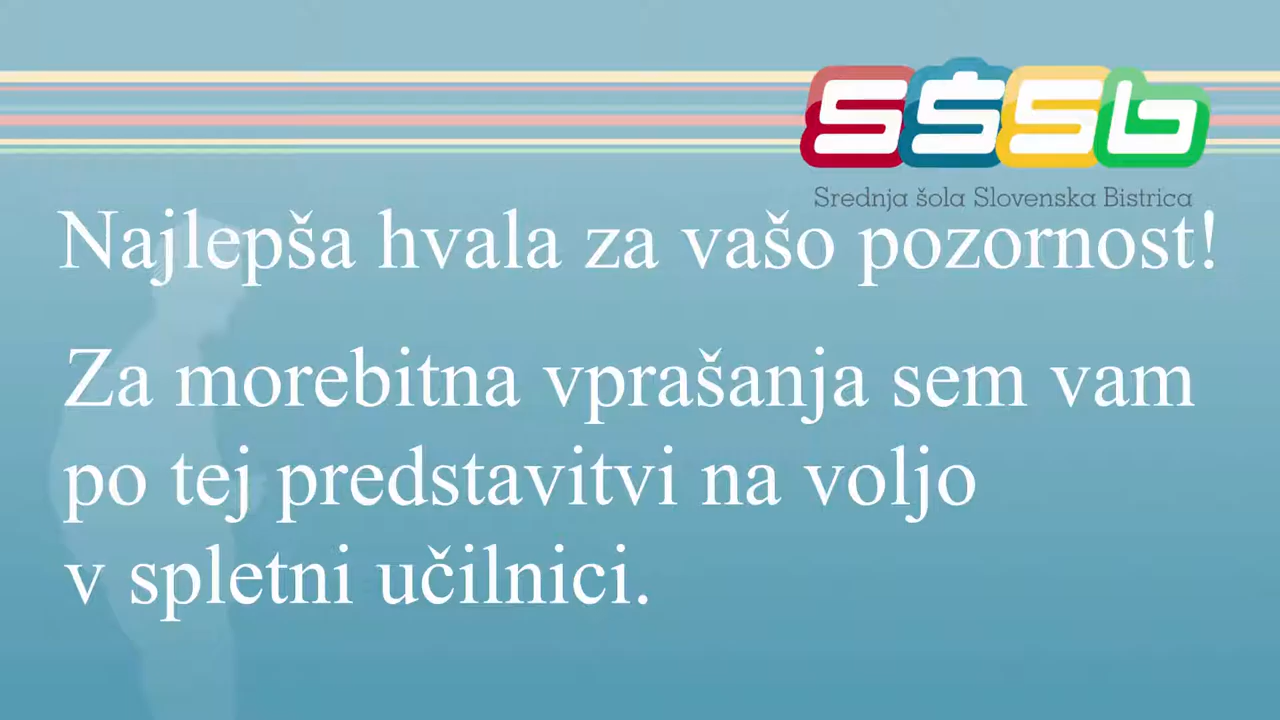 SŠSb
Srednja šola Slovenska Bistrica
Najlepša hvala za vašo pozornost!
Za morebitna vprašanja sem vam
po tej predstavitvi na voljo
v spletni učilnici.